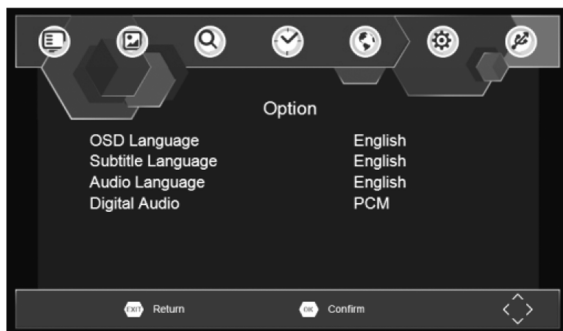 Option
OSD Language English
Subtitle Language English
Audio Language English
Digital Audio PCM
EXIT Return OK Confirm